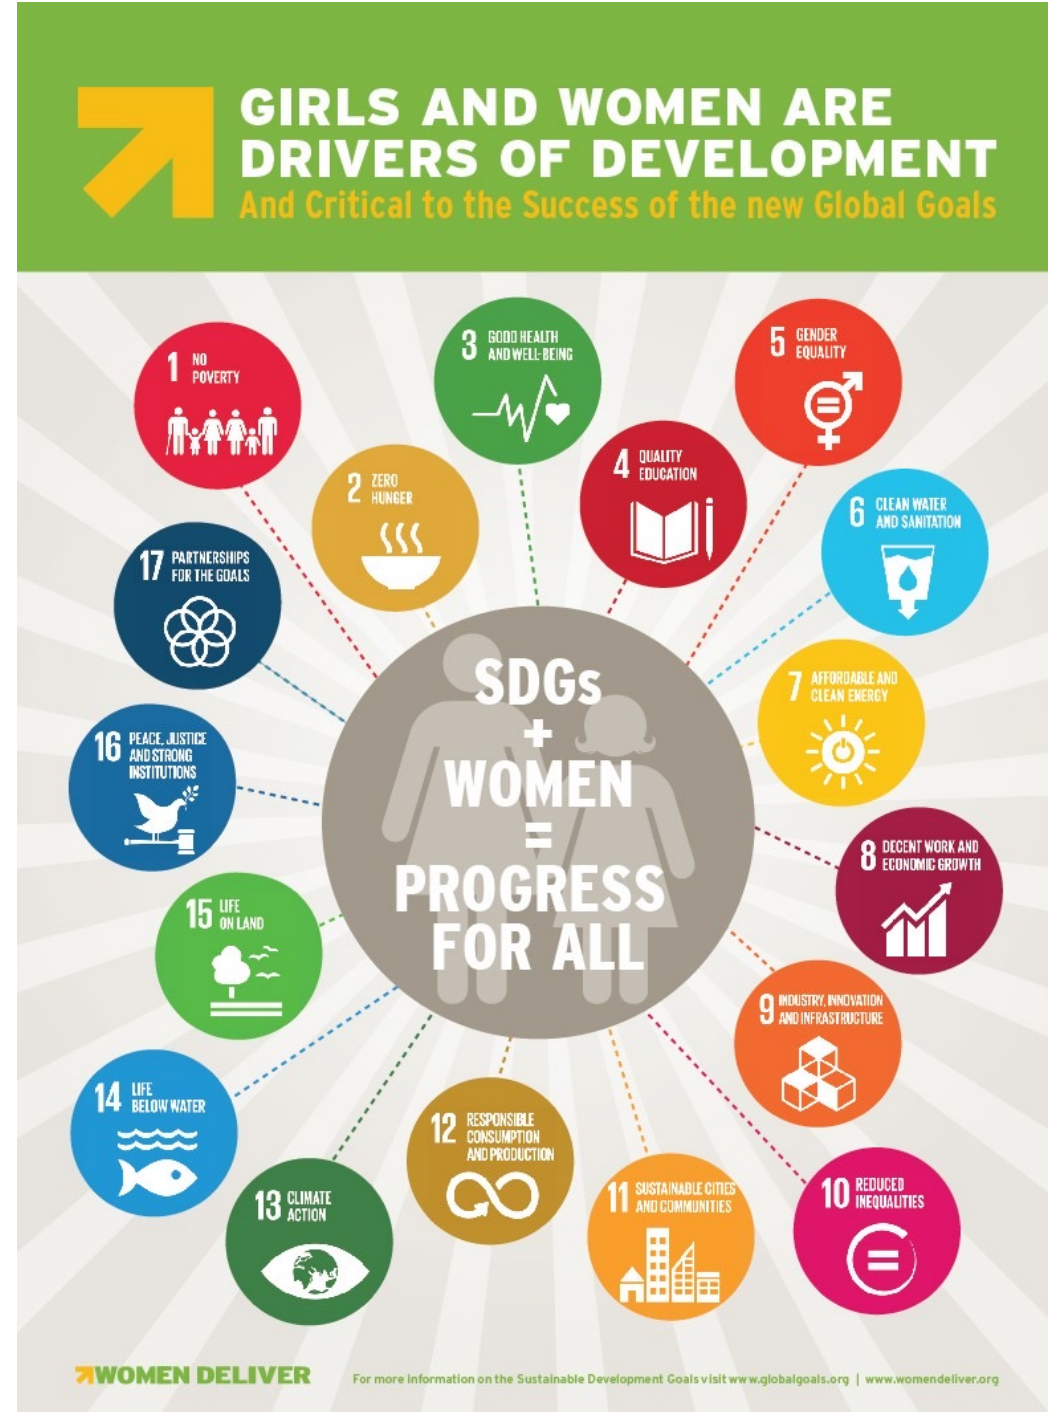 GIRLS AND WOMEN ARE
DRIVERS OF DEVELOPMENT
And Critical to the Success of the new Global Goals
1 NO
POVERTY
2 ZERO
HUNGER
3 GOOD HEALTH
AND WELL-BEING
4 QUALITY
EDUCATION
5 GENDER
EQUALITY
6 CLEAN WATER
AND SANITATION
7 AFFORDABLE AND
CLEAN ENERGY
8 DECENT WORK AND
ECONOMIC GROWTH
9 INDUSTRY, INNOVATION
AND INFRASTRUCTURE
10 REDUCED
INEQUALITIES
11 SUSTAINABLE CITIES
AND COMMUNITIES
12 RESPONSIBLE
CONSUMPTION
AND PRODUCTION
13 CLIMATE
ACTION
14 LIFE
BELOW WATER
15 LIFE
ON LAND
16 PEACE, JUSTICE
AND STRONG
INSTITUTIONS
17 PARTNERSHIPS
FOR THE GOALS
SDGs
+
WOMEN
=
PROGRESS
FOR ALL
WOMEN DELIVER
For more information on the Sustainable Development Goals visit www.globalgoals.org | www.womendeliver.org